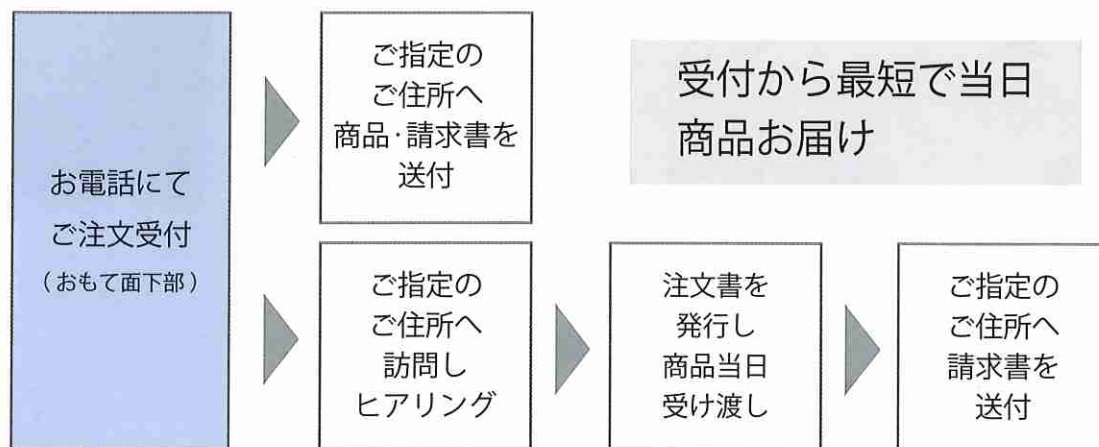 お電話にて
ご注文受付
(おもて面下部)
ご指定の
ご住所へ
商品・請求書を
送付
受付から最短で当日
商品お届け
ご指定の
ご住所へ
訪問し
ヒアリング
注文書を
発行し
商品当日
受け渡し
ご指定の
ご住所へ
請求書を
送付